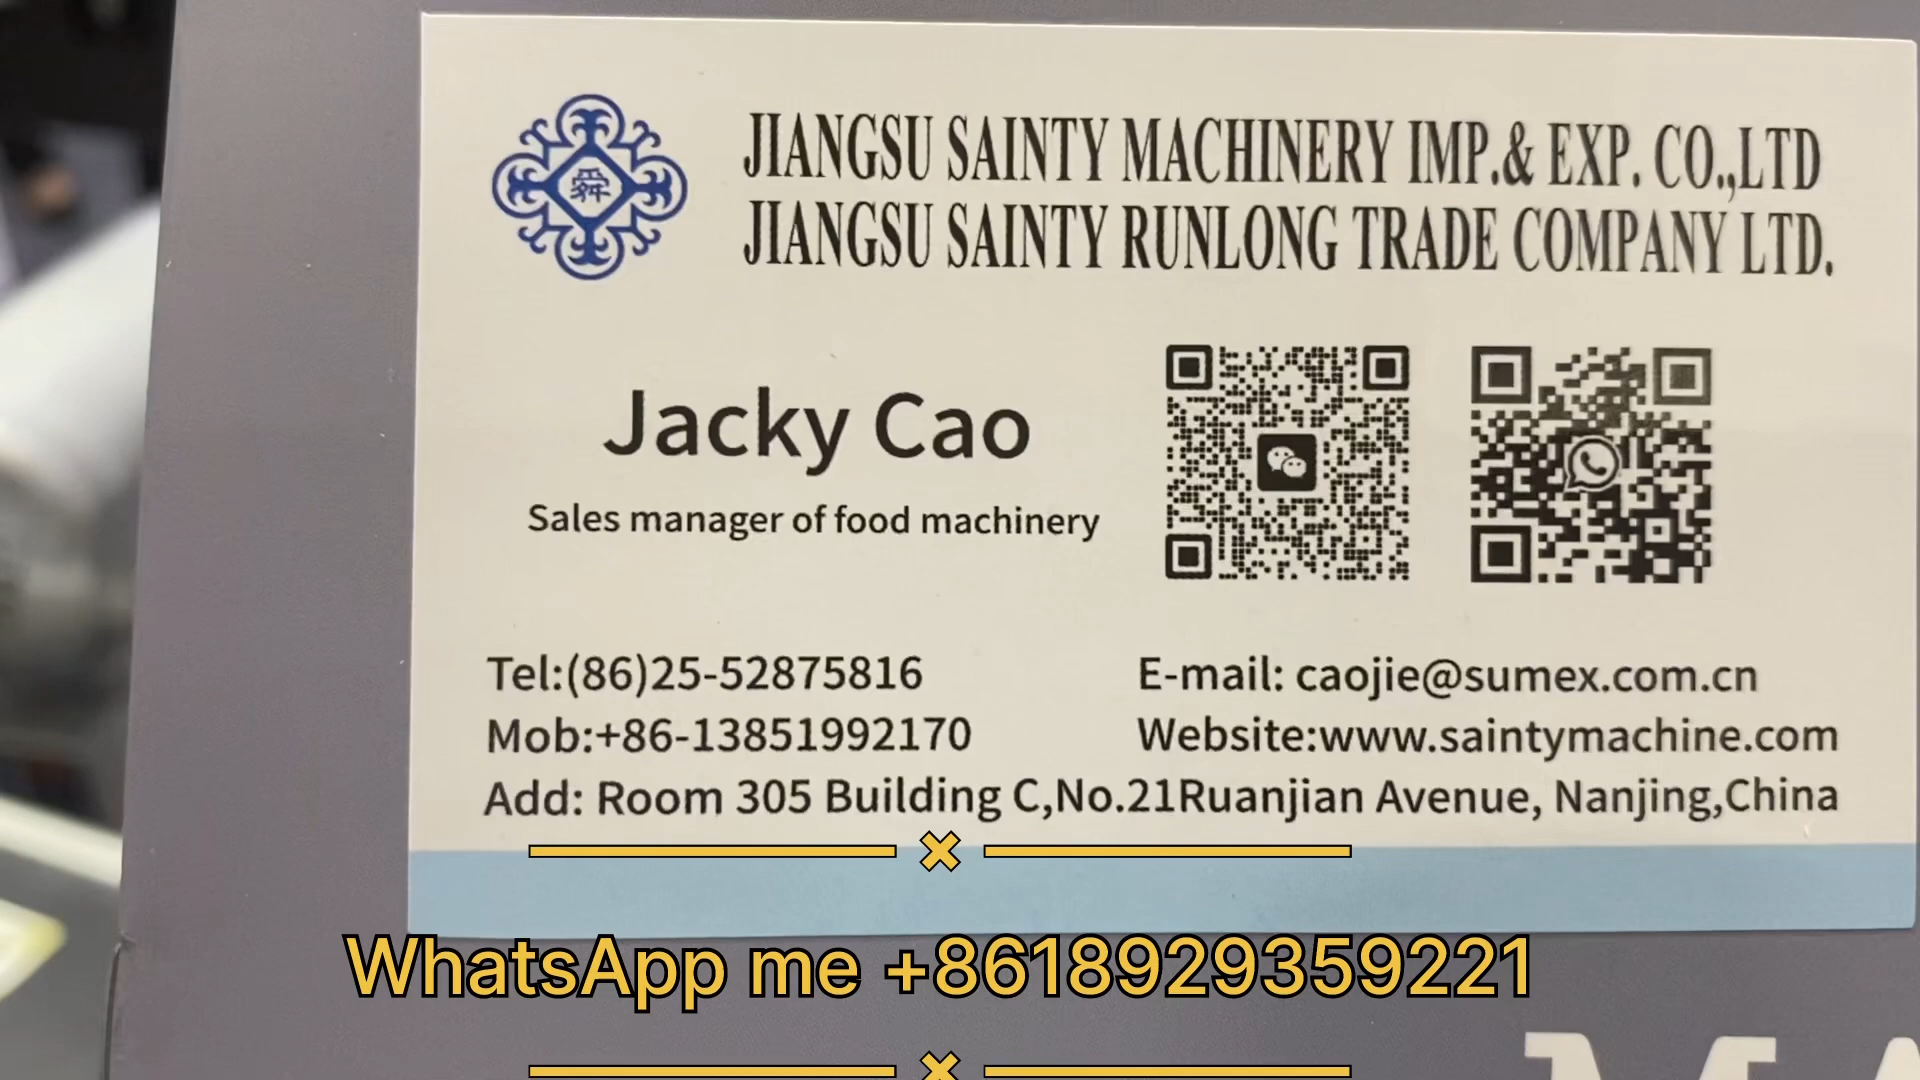 舜
JIANGSU SAINTY MACHINERY IMP.& EXP. CO.,LTD
JIANGSU SAINTY RUNLONG TRADE COMPANY LTD.
Jacky Cao
Sales manager of food machinery
Tel:(86)25-52875816
E-mail: caojie@sumex.com.cn
Mob:+86-13851992170
Website:www.saintymachine.com
Add: Room 305 Building C,No.21Ruanjian Avenue, Nanjing,China
WhatsApp me +8618929359221